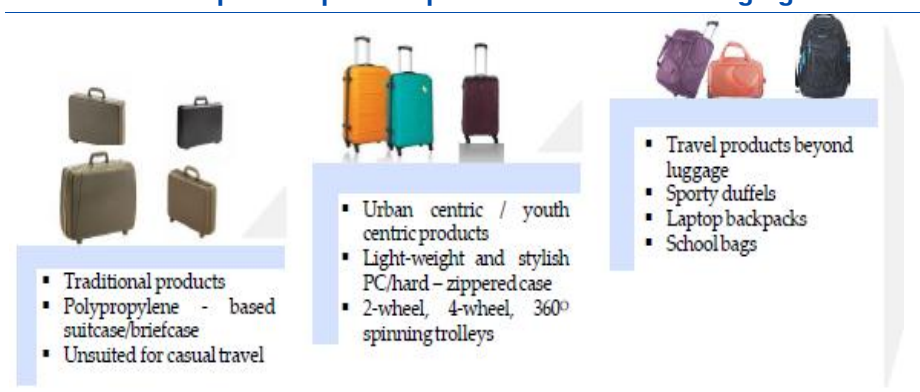 ▪ Traditional products
▪ Polypropylene - based
suitcase/briefcase
▪ Unsuited for casual travel
▪ Urban centric / youth
centric products
▪ Light-weight and stylish
PC/hard – zippered case
▪ 2-wheel, 4-wheel, 360°
spinning trolleys
▪ Travel products beyond
luggage
▪ Sporty duffels
▪ Laptop backpacks
▪ School bags